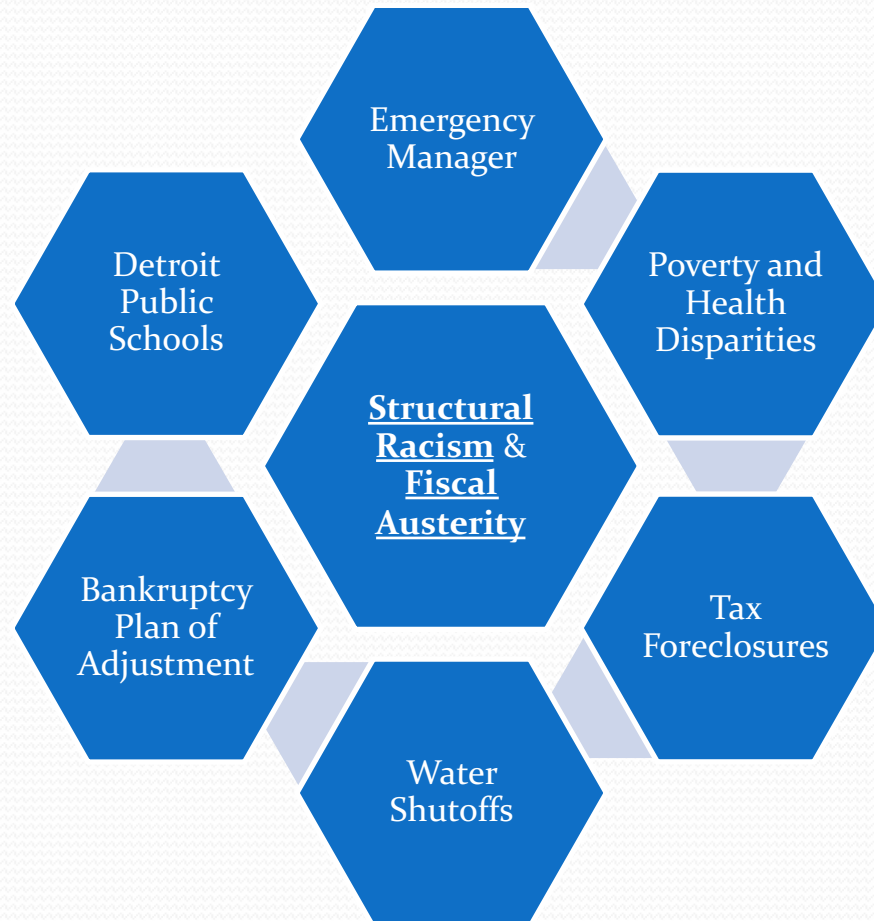 Emergency
Manager
Detroit
Public
Schools
Poverty and
Health
Disparities
Structural
Racism &
Fiscal
Austerity
Bankruptcy
Plan of
Adjustment
Tax
Foreclosures
Water
Shutoffs